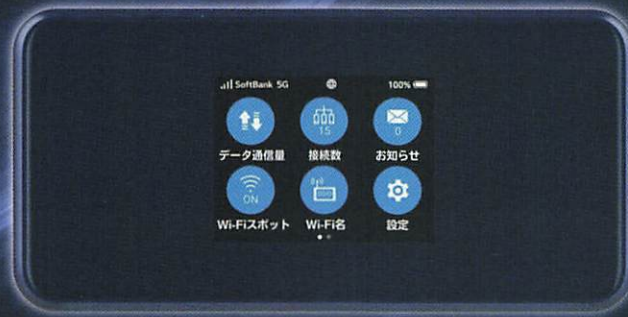 SoftBank 5G 100%
15 0
データ通信量 接続数 お知らせ
ON SSID
Wi-Fiスポット Wi-Fi名 設定